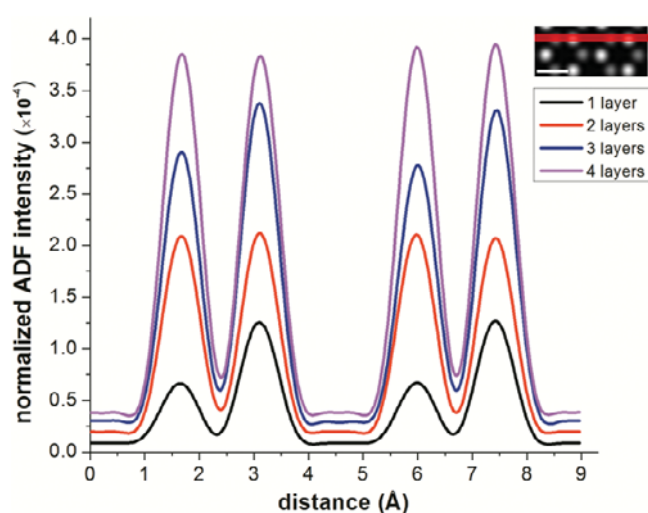 4.0
3.5
3.0
2.5
2.0
1.5
1.0
0.5
0.0
normalized ADF intensity (×10⁻⁴)
0 1 2 3 4 5 6 7 8 9
distance (Å)
1 layer
2 layers
3 layers
4 layers